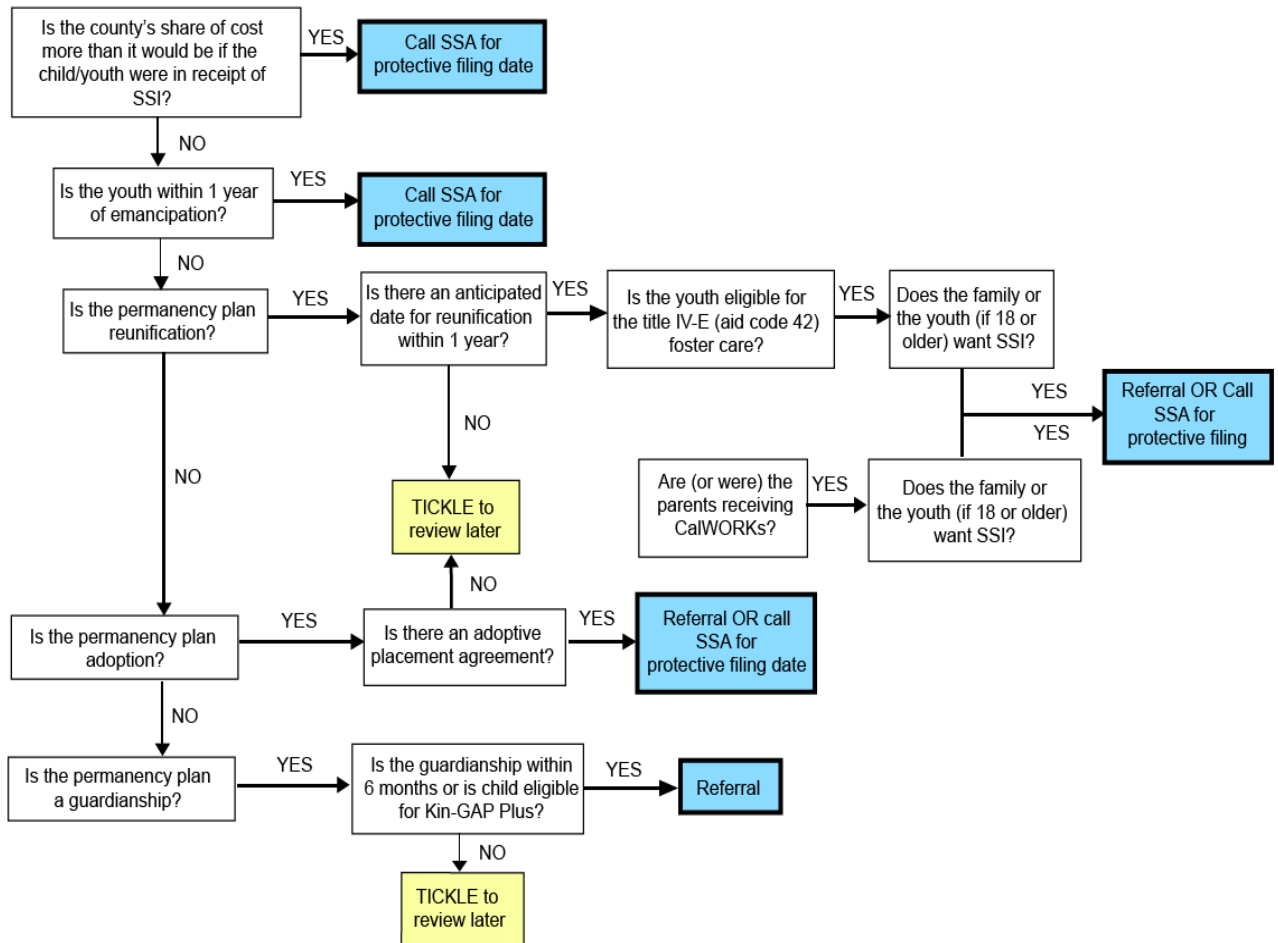 Is the county's share of cost
more than it would be if the
child/youth were in receipt of
SSI?
YES
Call SSA for
protective filing date
NO
Is the youth within 1 year
of emancipation?
YES
Call SSA for
protective filing date
NO
Is the permanency plan
reunification?
YES
Is there an anticipated
date for reunification
within 1 year?
YES
Is the youth eligible for
the title IV-E (aid code 42)
foster care?
YES
Does the family or
the youth (if 18 or
older) want SSI?
YES
YES
Referral OR Call
SSA for
protective filing
NO
NO
TICKLE to
review later
Are (or were) the
parents receiving
CalWORKs?
YES
Does the family or
the youth (if 18 or older)
want SSI?
NO
Is the permanency plan
adoption?
YES
Is there an adoptive
placement agreement?
YES
Referral OR call
SSA for
protective filing date
NO
Is the permanency plan
a guardianship?
YES
Is the guardianship within
6 months or is child eligible
for Kin-GAP Plus?
YES
Referral
NO
TICKLE to
review later